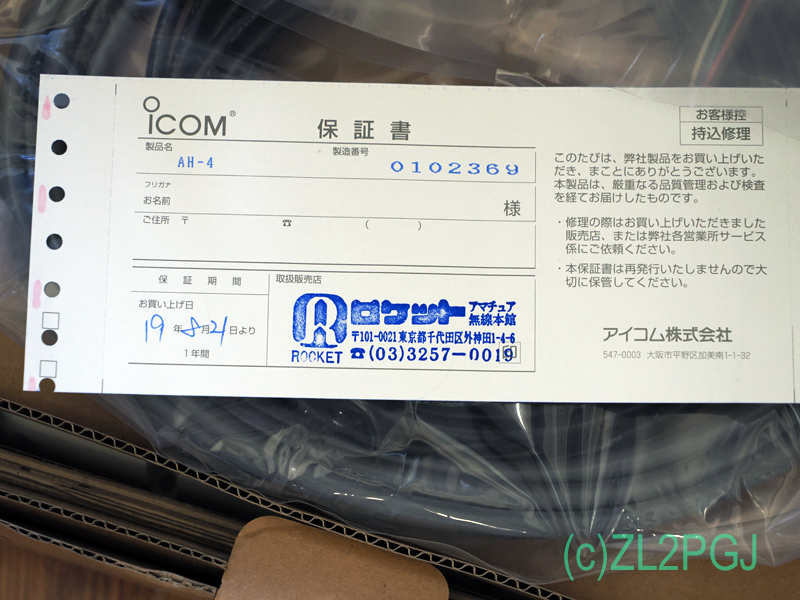 ICOM®
保証書
お客様控
持込修理
製品名
AH-4
製造番号
0102369
フリガナ
お名前
様
ご住所 〒
☎ ( )
このたびは、弊社製品をお買い上げいた
だき、まことにありがとうございます。
本製品は、厳重なる品質管理および検査
を経てお届けしたものです。
・修理の際はお買い上げいただきました
販売店、または弊社各営業所サービス
係にご依頼ください。
・本保証書は再発行いたしませんので大
切に保管してください。
保証期間
お買い上げ日
19年8月21日より
1年間
取扱販売店
ROCKET
ロケット アマチュア
無線本館
〒101-0021 東京都千代田区外神田1-4-6
☎(03)3257-0019
印
アイコム株式会社
547-0003 大阪市平野区加美南1-1-32
(c)ZL2PGJ